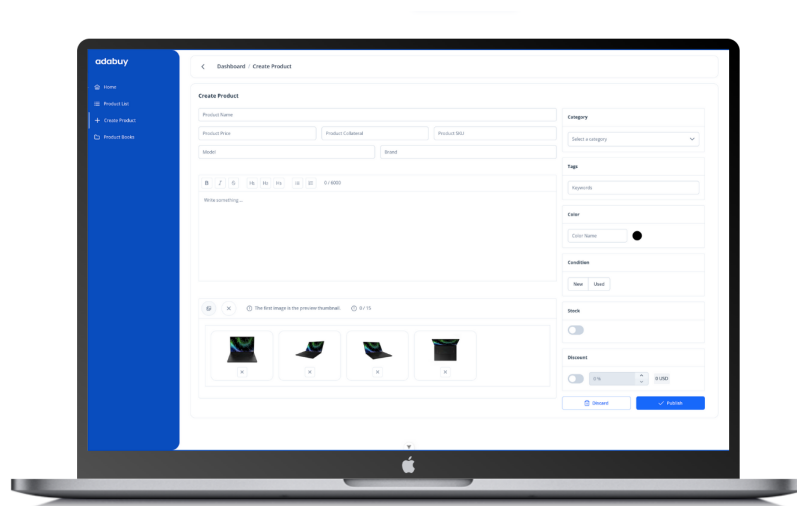 adabuy
Home
Product List
Create Product
Product Books
Dashboard / Create Product
Create Product
Product Name
Product Price
Product Collateral
Product SKU
Model
Brand
B I S H₁ H₂ H₃ 0 / 6000
Write something ...
The first image is the preview thumbnail.
/ 15
Category
Select a category
Tags
Keywords
Color
Color Name
Condition
New Used
Stock
Discount
0 %
0 USD
Discard
Publish